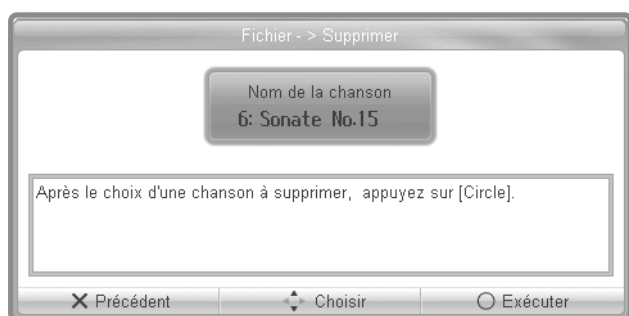 Fichier - > Supprimer
Nom de la chanson
6: Sonate No.15
Après le choix d'une chanson à supprimer, appuyez sur [Circle].
Précédent
Choisir
Exécuter